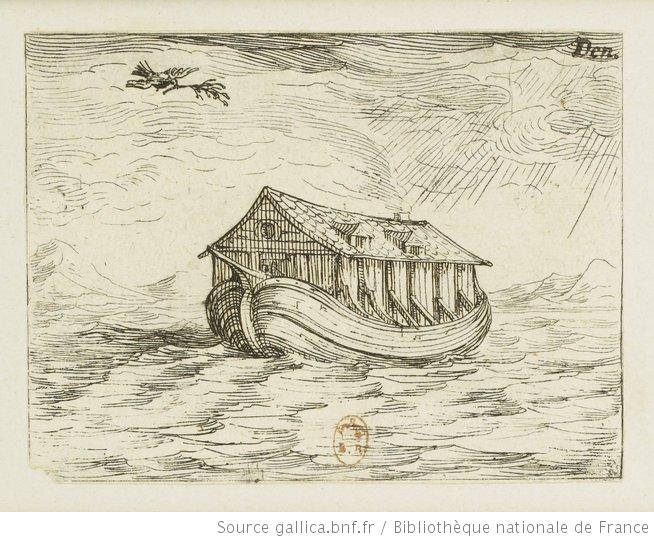 Den.
Source gallica.bnf.fr / Bibliothèque nationale de France